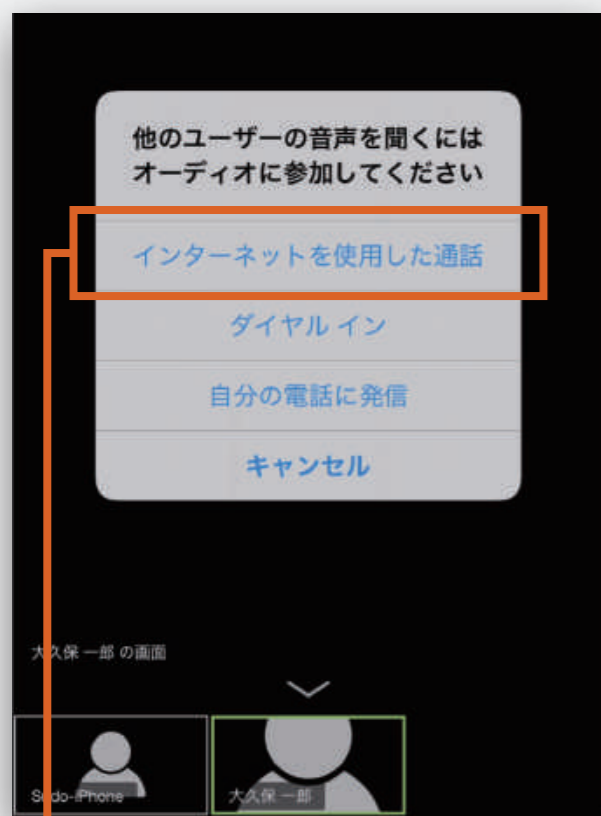 他のユーザーの音声を聞くには
オーディオに参加してください
インターネットを使用した通話
ダイヤル イン
自分の電話に発信
キャンセル
大久保 一郎 の画面
Sudo-iPhone
大久保 一郎